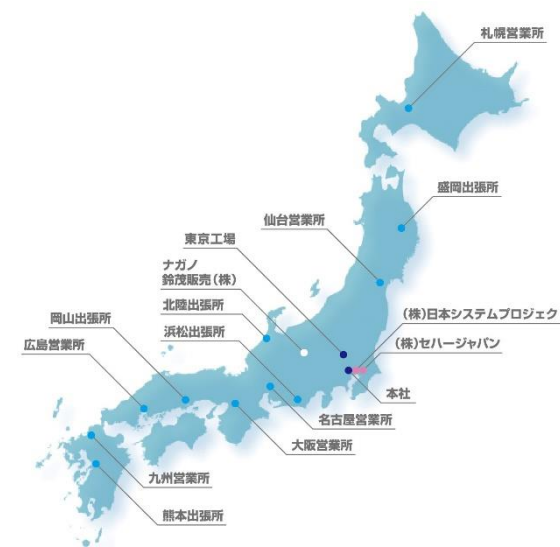 札幌営業所
盛岡出張所
仙台営業所
東京工場
ナガノ
鈴茂販売(株)
北陸出張所
(株)日本システムプロジェク
岡山出張所
浜松出張所
(株)セハージャパン
広島営業所
本社
名古屋営業所
大阪営業所
九州営業所
熊本出張所